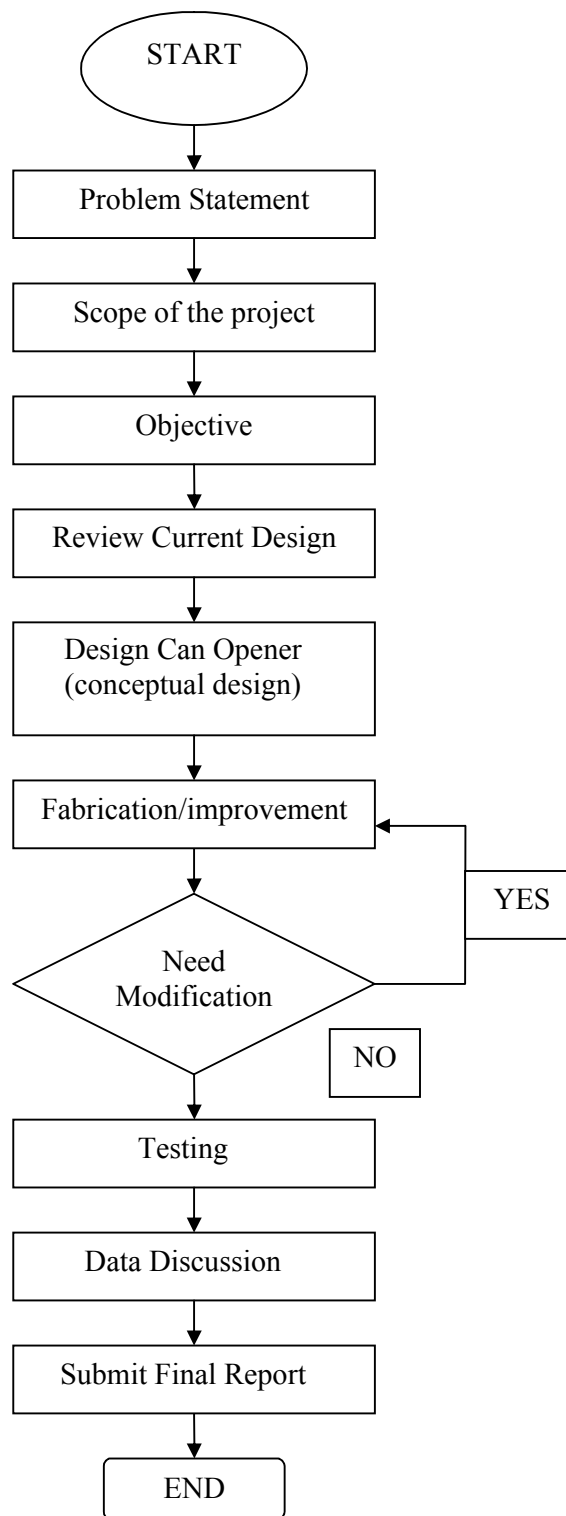 START
Problem Statement
Scope of the project
Objective
Review Current Design
Design Can Opener
(conceptual design)
Fabrication/improvement
YES
Need
Modification
NO
Testing
Data Discussion
Submit Final Report
END